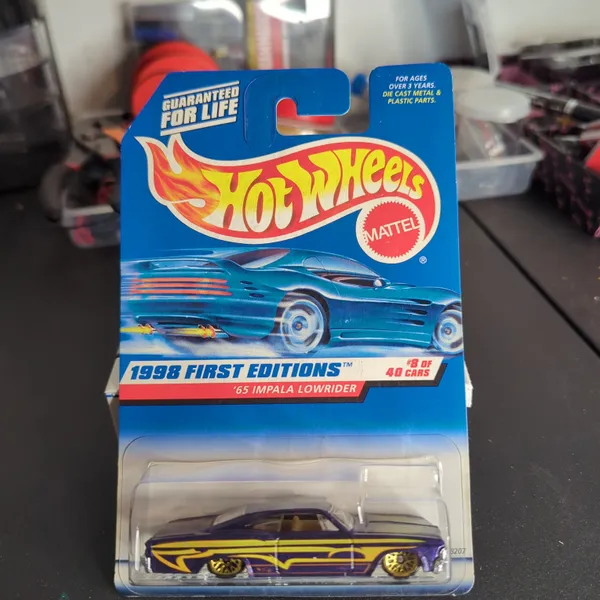 GUARANTEED
FOR LIFE
FOR AGES
OVER 3 YEARS.
DIE CAST METAL &
PLASTIC PARTS.
HOT WHEELS
MATTEL
®
1998 FIRST EDITIONS™
#8 OF
40 CARS
'65 IMPALA LOWRIDER